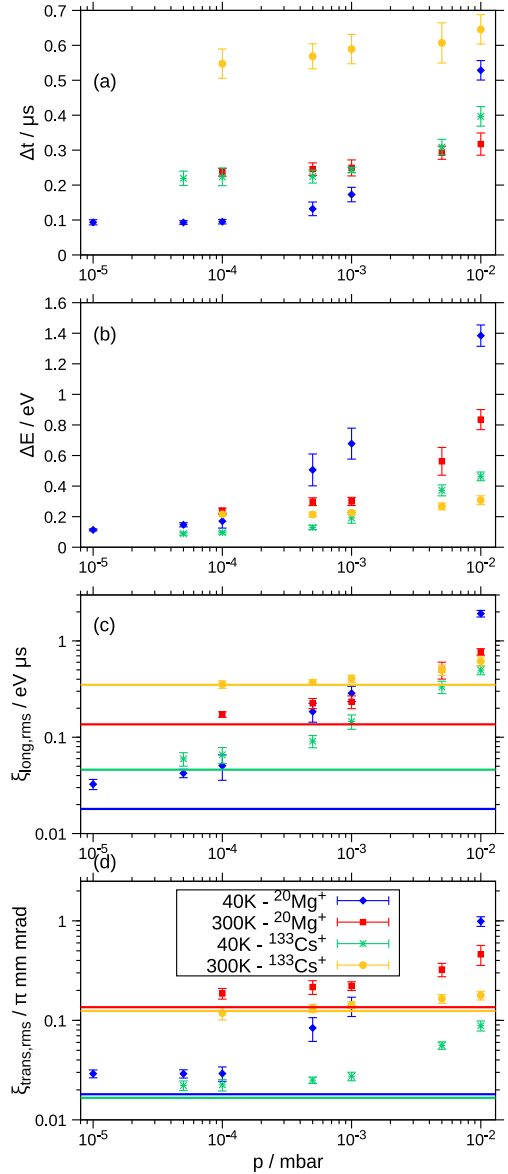 0.7
0.6
0.5
0.4
0.3
0.2
0.1
0
Δt / μs
(a)
10⁻⁵ 10⁻⁴ 10⁻³ 10⁻²
1.6
1.4
1.2
1
0.8
0.6
0.4
0.2
0
ΔE / eV
(b)
10⁻⁵ 10⁻⁴ 10⁻³ 10⁻²
1
0.1
0.01
ξlong,rms / eV μs
(c)
10⁻⁵ 10⁻⁴ 10⁻³ 10⁻²
(d)
40K - ²⁰Mg⁺
300K - ²⁰Mg⁺
40K - ¹³³Cs⁺
300K - ¹³³Cs⁺
1
0.1
0.01
ξtrans,rms / π mm mrad
10⁻⁵ 10⁻⁴ 10⁻³ 10⁻²
p / mbar